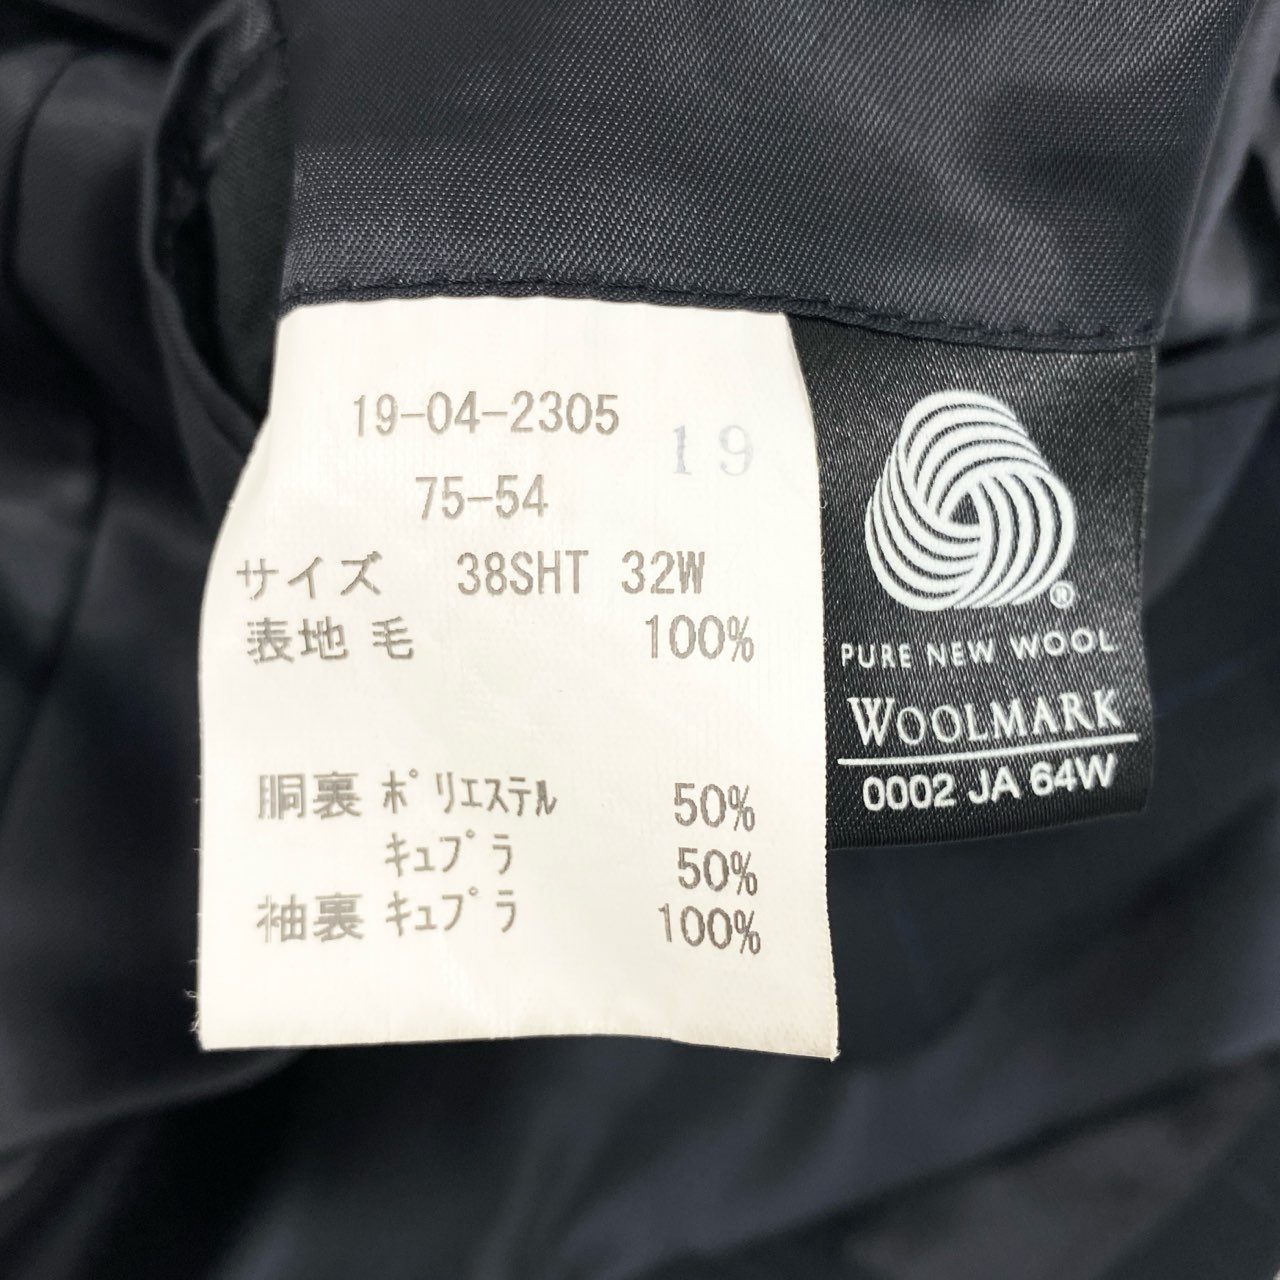 19-04-2305
19
75-54
サイズ 38SHT 32W
表地 毛 100%
胴裏 ポリエステル 50%
キュプラ 50%
袖裏 キュプラ 100%
®
PURE NEW WOOL
WOOLMARK
0002 JA 64W